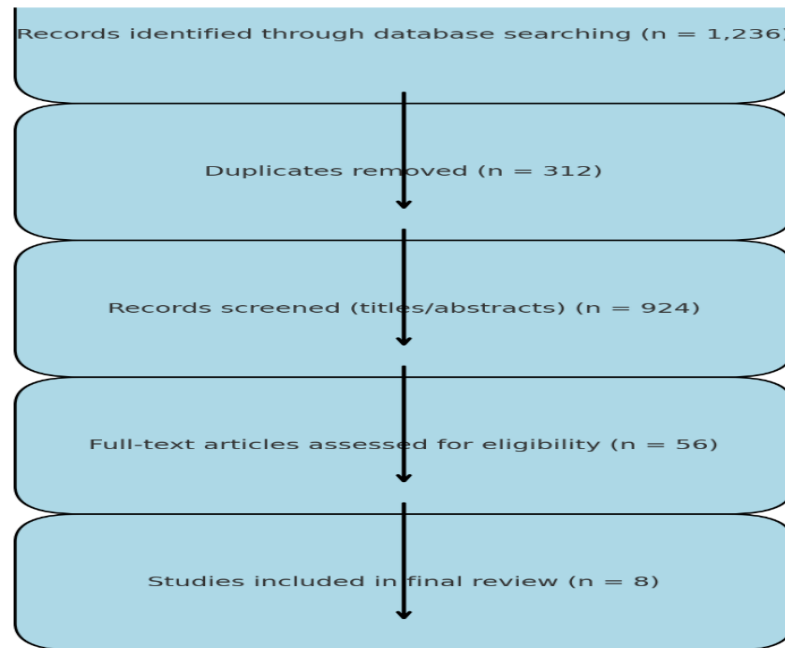 Records identified through database searching (n = 1,236)
Duplicates removed (n = 312)
Records screened (titles/abstracts) (n = 924)
Full-text articles assessed for eligibility (n = 56)
Studies included in final review (n = 8)